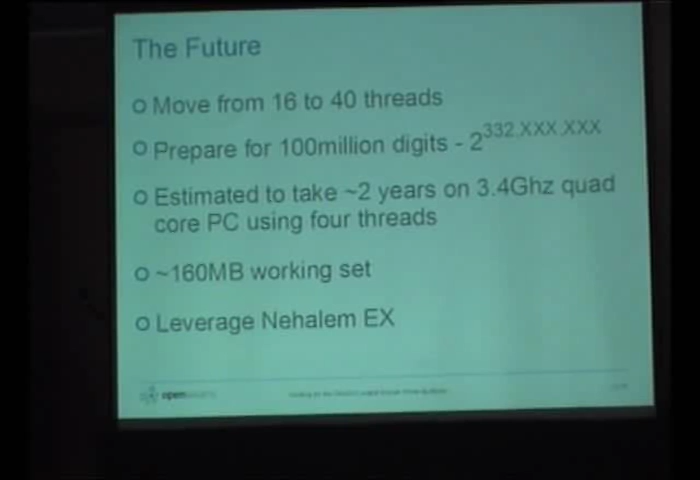 The Future
Move from 16 to 40 threads
Prepare for 100million digits - 2^332,XXX,XXX
Estimated to take ~2 years on 3.4Ghz quad
core PC using four threads
~160MB working set
Leverage Nehalem EX
open